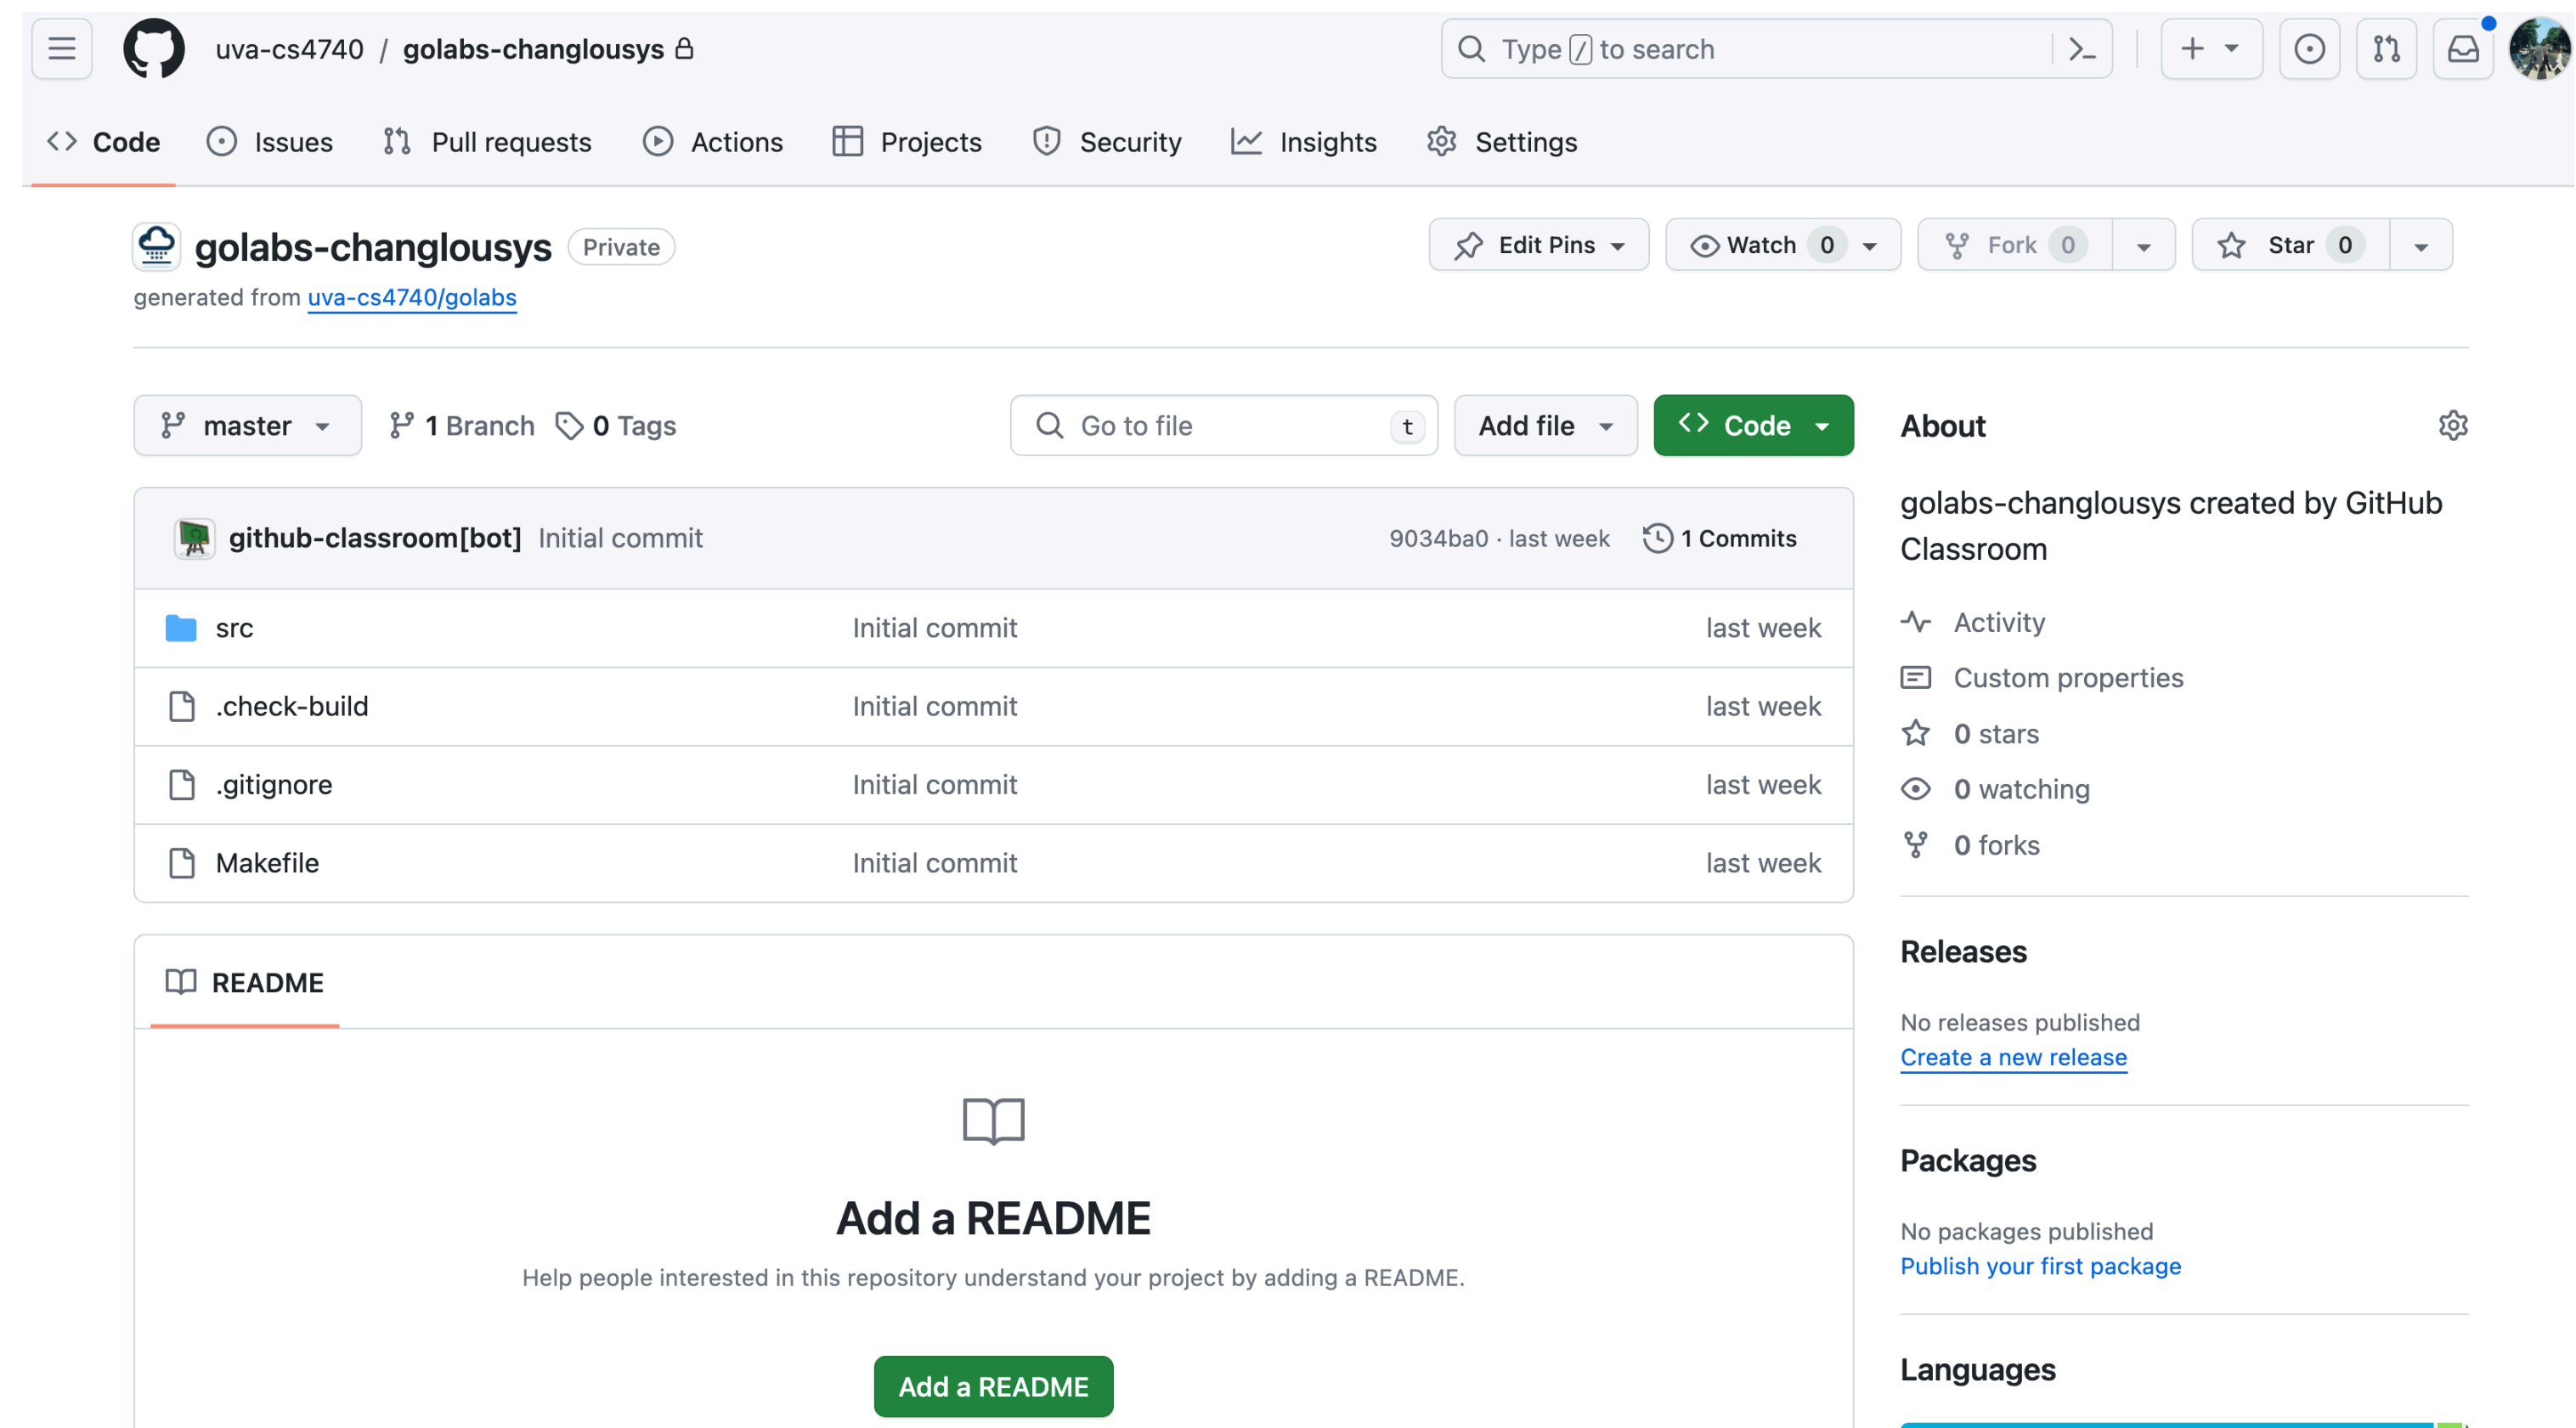 uva-cs4740 / golabs-changlousys
Type / to search
Code Issues Pull requests Actions Projects Security Insights Settings
golabs-changlousys Private
Edit Pins Watch 0 Fork 0 Star 0
generated from uva-cs4740/golabs
master 1 Branch 0 Tags
Go to file t Add file Code
github-classroom[bot] Initial commit 9034ba0 · last week 1 Commits
src Initial commit last week
.check-build Initial commit last week
.gitignore Initial commit last week
Makefile Initial commit last week
README
Add a README
Help people interested in this repository understand your project by adding a README.
Add a README
About
golabs-changlousys created by GitHub
Classroom
Activity
Custom properties
0 stars
0 watching
0 forks
Releases
No releases published
Create a new release
Packages
No packages published
Publish your first package
Languages